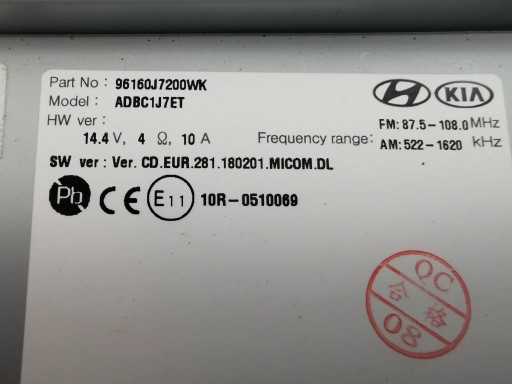 Part No : 96160J7200WK
Model : ADBC1J7ET
HW ver :
14.4 V, 4 Ω, 10 A
HYUNDAI KIA
Frequency range: FM: 87.5-108.0 MHz
AM: 522-1620 kHz
SW ver : Ver. CD.EUR.281.180201.MICOM.DL
Pb CE E11 10R-0510069
QC
合格
08